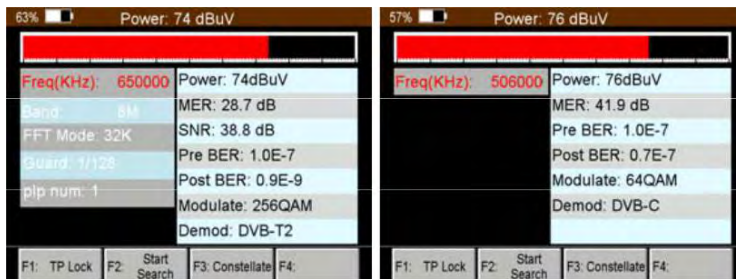 63% Power: 74 dBuV
Freq(KHz): 650000
Band: 8M
FFT Mode: 32K
Guard: 1/128
plp num: 1
Power: 74dBuV
MER: 28.7 dB
SNR: 38.8 dB
Pre BER: 1.0E-7
Post BER: 0.9E-9
Modulate: 256QAM
Demod: DVB-T2
F1: TP Lock F2: Start Search F3: Constellate F4:
57% Power: 76 dBuV
Freq(KHz): 506000
Power: 76dBuV
MER: 41.9 dB
Pre BER: 1.0E-7
Post BER: 0.7E-7
Modulate: 64QAM
Demod: DVB-C
F1: TP Lock F2: Start Search F3: Constellate F4: